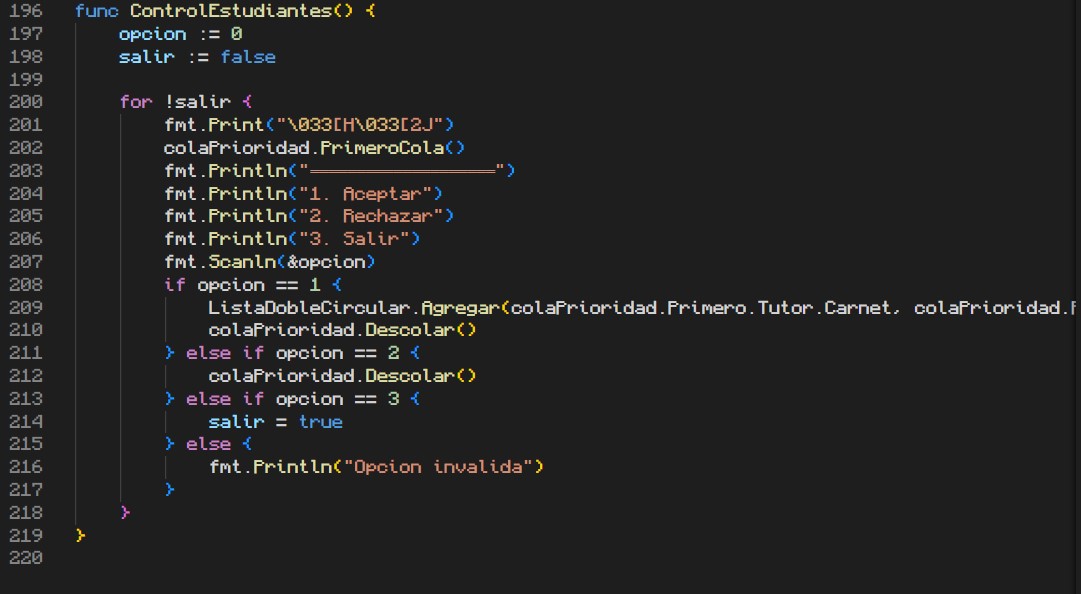 196 func ControlEstudiantes() {
197     opcion := 0
198     salir := false
199
200     for !salir {
201         fmt.Print("\033[H\033[2J")
202         colaPrioridad.PrimeroCola()
203         fmt.Println("═════════════════")
204         fmt.Println("1. Aceptar")
205         fmt.Println("2. Rechazar")
206         fmt.Println("3. Salir")
207         fmt.Scanln(&opcion)
208         if opcion == 1 {
209             ListaDobleCircular.Agregar(colaPrioridad.Primero.Tutor.Carnet, colaPrioridad.
210             colaPrioridad.Descolar()
211         } else if opcion == 2 {
212             colaPrioridad.Descolar()
213         } else if opcion == 3 {
214             salir = true
215         } else {
216             fmt.Println("Opcion invalida")
217         }
218     }
219 }
220